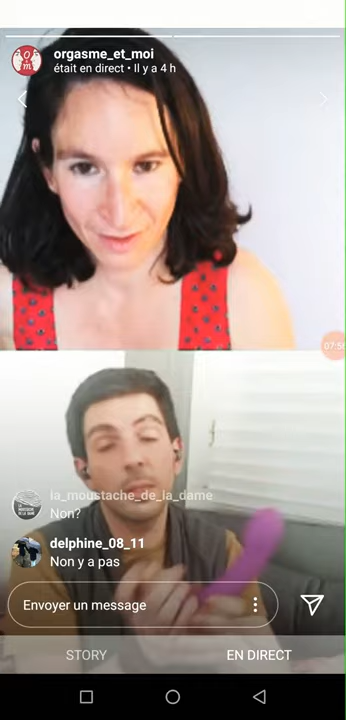 orgasme_et_moi
était en direct • Il y a 4 h
07:56
la_moustache_de_la_dame
Non?
delphine_08_11
Non y a pas
Envoyer un message
STORY
EN DIRECT